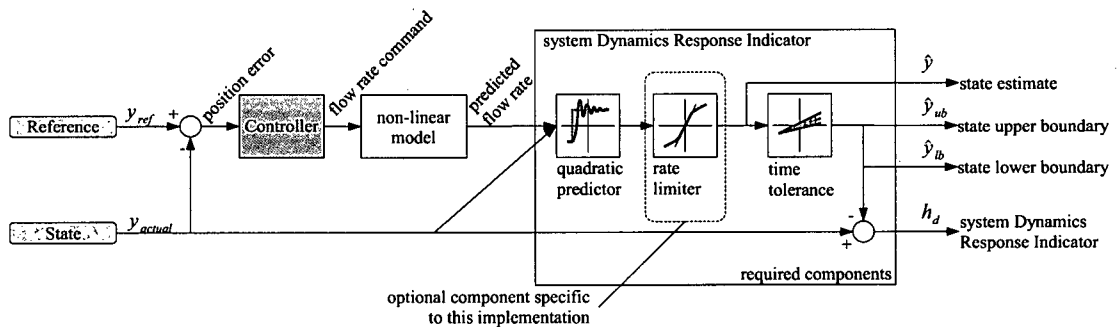 system Dynamics Response Indicator
position error
flow rate command
predicted
flow rate
ŷ
state estimate
Reference
y_ref
+
-
Controller
non-linear
model
ŷ_ub
state upper boundary
quadratic
predictor
rate
limiter
time
tolerance
ŷ_lb
state lower boundary
State
y_actual
-
+
h_d
system Dynamics
Response Indicator
required components
optional component specific
to this implementation